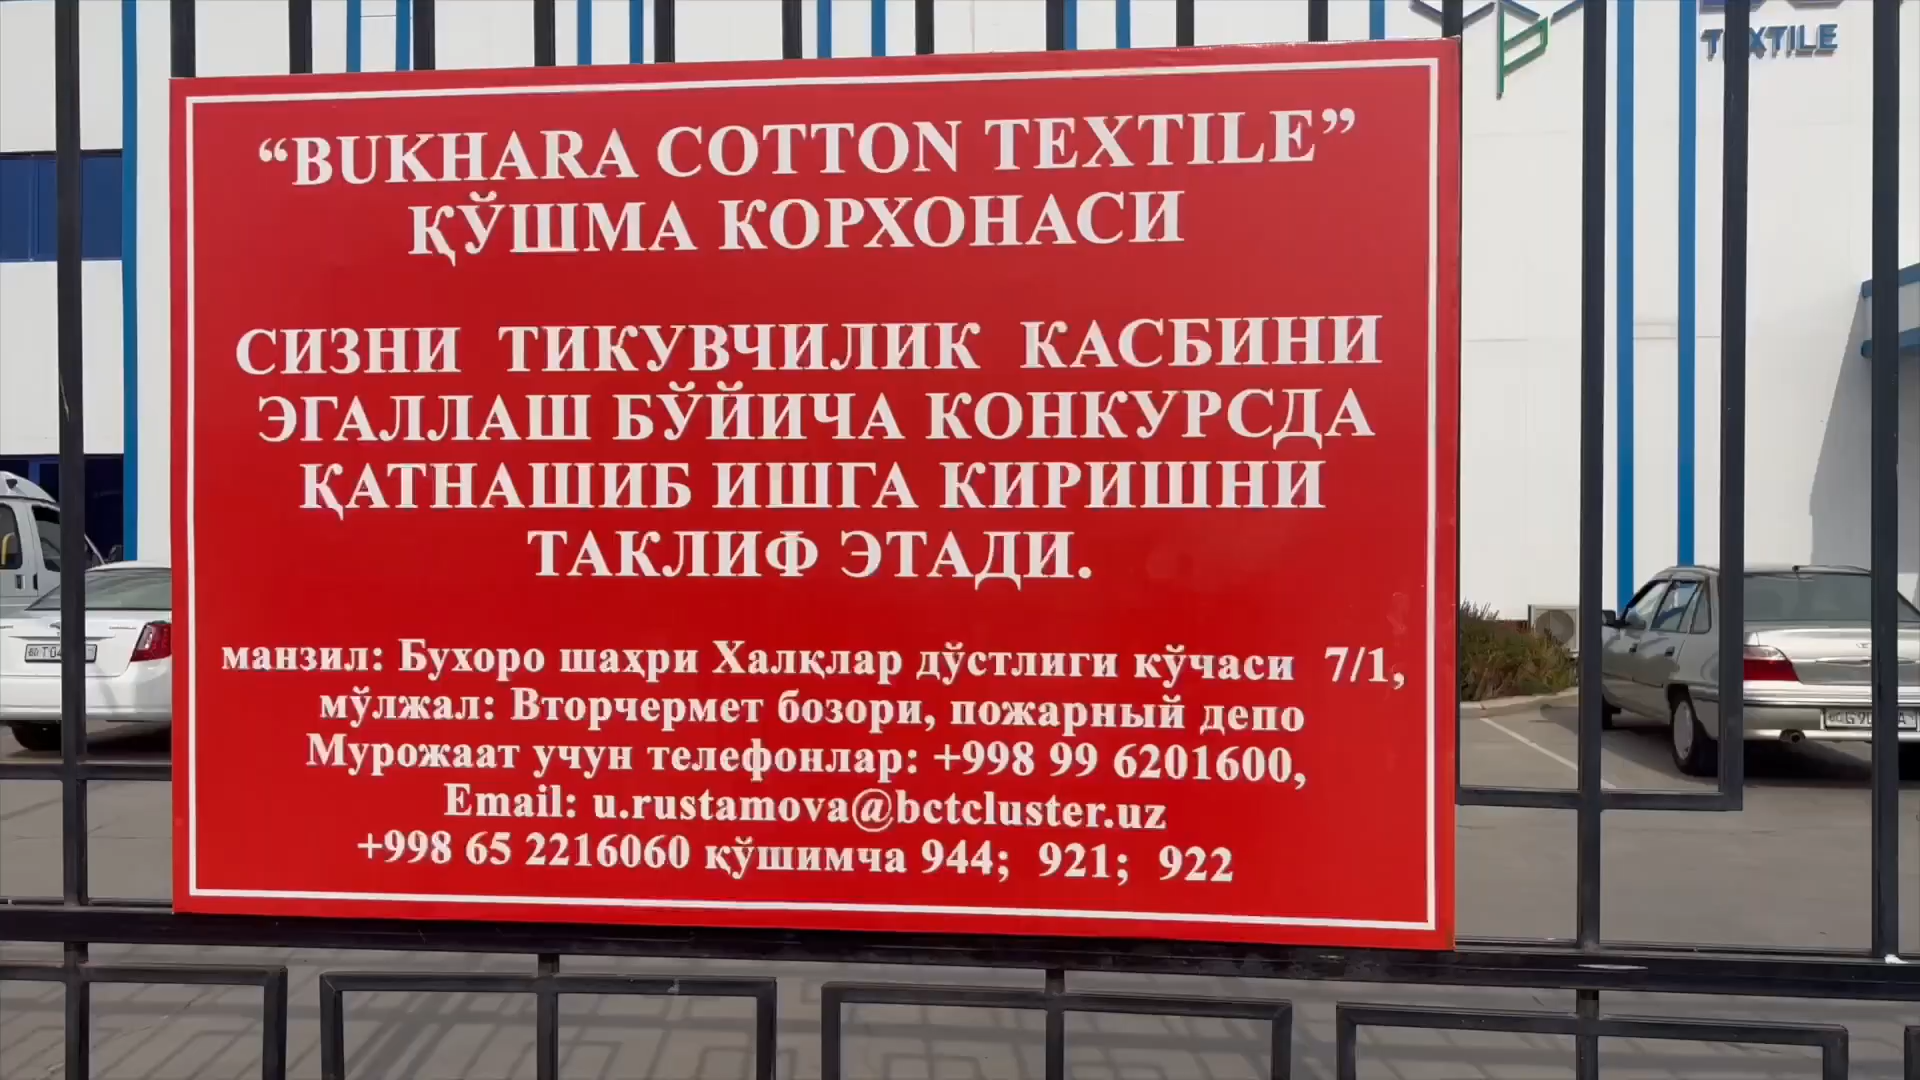 “BUKHARA COTTON TEXTILE”
ҚЎШМА КОРХОНАСИ
СИЗНИ ТИКУВЧИЛИК КАСБИНИ
ЭГАЛЛАШ БЎЙИЧА КОНКУРСДА
ҚАТНАШИБ ИШГА КИРИШНИ
ТАКЛИФ ЭТАДИ.
манзил: Бухоро шаҳри Халқлар дўстлиги кўчаси 7/1,
мўлжал: Вторчермет бозори, пожарный депо
Мурожаат учун телефонлар: +998 99 6201600,
Email: u.rustamova@bctcluster.uz
+998 65 2216060 қўшимча 944; 921; 922
TEXTILE